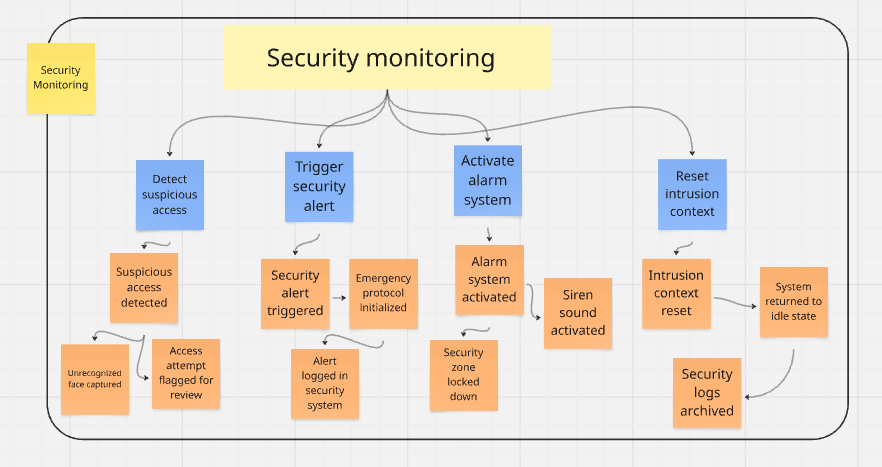 Security monitoring
Security
Monitoring
Detect
suspicious
access
Trigger
security
alert
Activate
alarm
system
Reset
intrusion
context
Suspicious
access
detected
Security
alert
triggered
Emergency
protocol
initialized
Alarm
system
activated
Siren
sound
activated
Intrusion
context
reset
System
returned to
idle state
Unrecognized
face captured
Access
attempt
flagged for
review
Alert
logged in
security
system
Security
zone
locked
down
Security
logs
archived